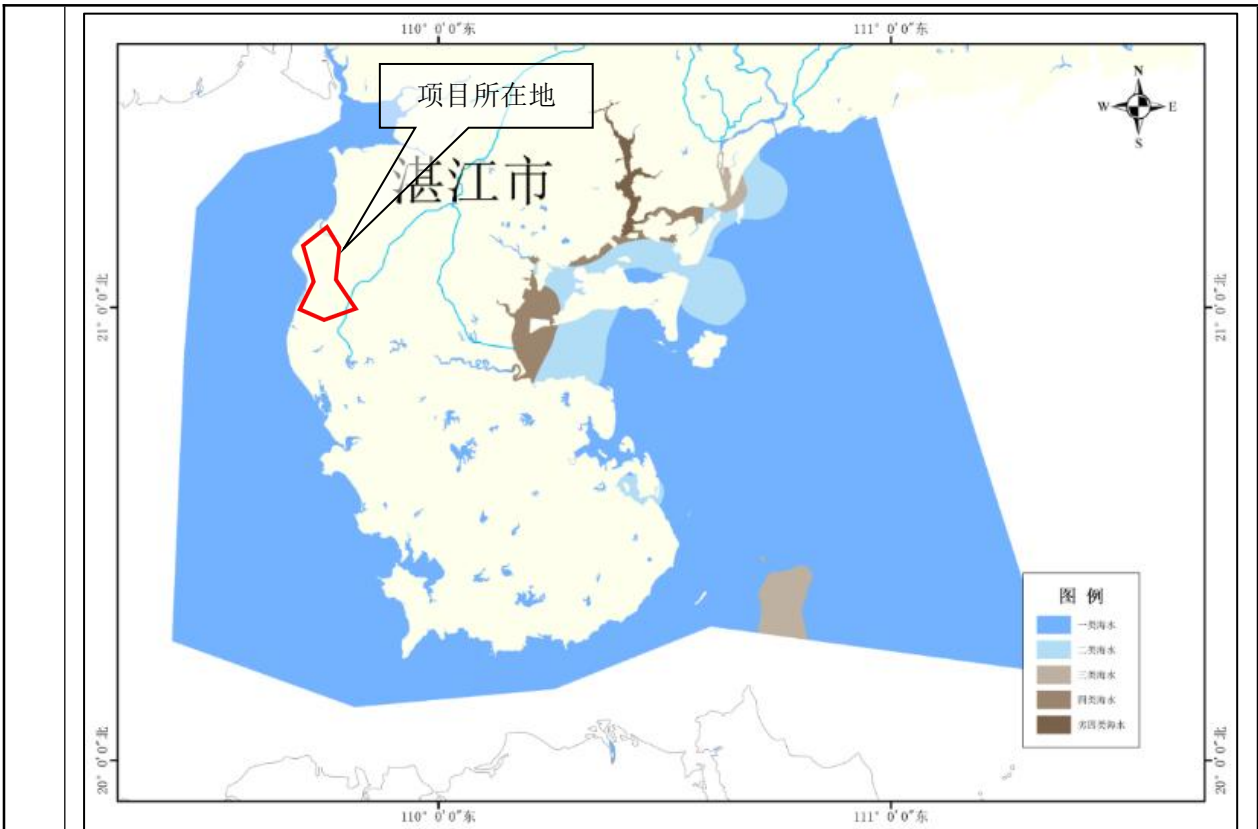 110° 0'0"东
111° 0'0"东
项目所在地
N
W
E
S
湛江市
21° 0'0"北
21° 0'0"北
图 例
一类海水
二类海水
三类海水
四类海水
劣四类海水
20° 0'0"北
20° 0'0"北
110° 0'0"东
111° 0'0"东